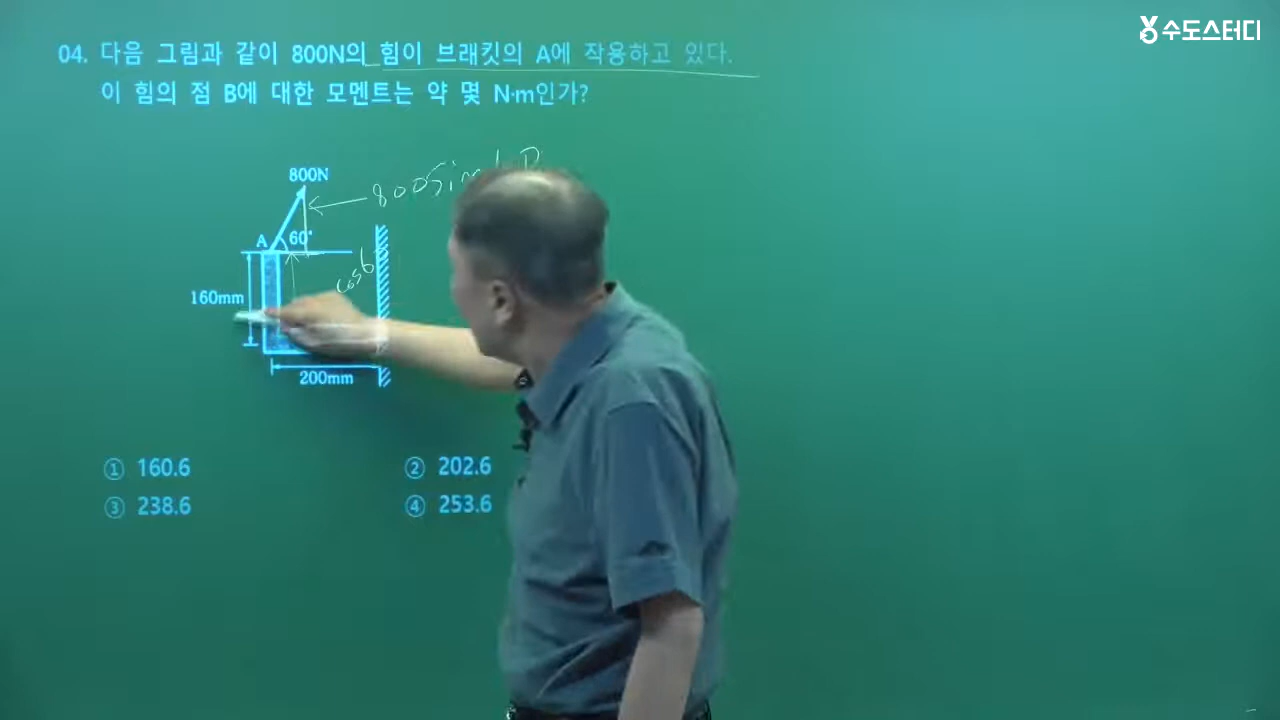 수도스터디
04. 다음 그림과 같이 800N의 힘이 브래킷의 A에 작용하고 있다.
이 힘의 점 B에 대한 모멘트는 약 몇 N·m인가?
800N
800sin
A
60°
cos6
160mm
200mm
① 160.6
② 202.6
③ 238.6
④ 253.6